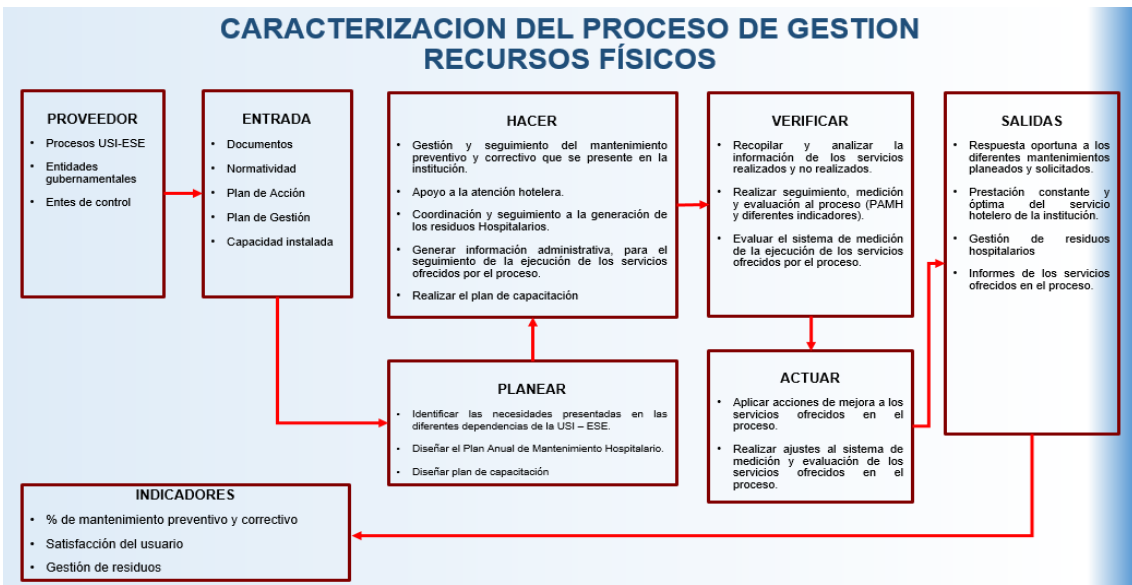 CARACTERIZACION DEL PROCESO DE GESTION
RECURSOS FÍSICOS
PROVEEDOR
• Procesos USI-ESE
• Entidades
gubernamentales
• Entes de control
ENTRADA
• Documentos
• Normatividad
• Plan de Acción
• Plan de Gestión
• Capacidad instalada
HACER
• Gestión y seguimiento del mantenimiento
preventivo y correctivo que se presente en la
institución.
• Apoyo a la atención hotelera.
• Coordinación y seguimiento a la generación de
los residuos Hospitalarios.
• Generar información administrativa, para el
seguimiento de la ejecución de los servicios
ofrecidos por el proceso.
• Realizar el plan de capacitación
VERIFICAR
• Recopilar y analizar la
información de los servicios
realizados y no realizados.
• Realizar seguimiento, medición
y evaluación al proceso (PAMH
y diferentes indicadores).
• Evaluar el sistema de medición
de la ejecución de los servicios
ofrecidos por el proceso.
SALIDAS
• Respuesta oportuna a los
diferentes mantenimientos
planeados y solicitados.
• Prestación constante y
óptima del servicio
hotelero de la institución.
• Gestión de residuos
hospitalarios
• Informes de los servicios
ofrecidos en el proceso.
PLANEAR
• Identificar las necesidades presentadas en las
diferentes dependencias de la USI – ESE.
• Diseñar el Plan Anual de Mantenimiento Hospitalario.
• Diseñar plan de capacitación
ACTUAR
• Aplicar acciones de mejora a los
servicios ofrecidos en el
proceso.
• Realizar ajustes al sistema de
medición y evaluación de los
servicios ofrecidos en el
proceso.
INDICADORES
• % de mantenimiento preventivo y correctivo
• Satisfacción del usuario
• Gestión de residuos